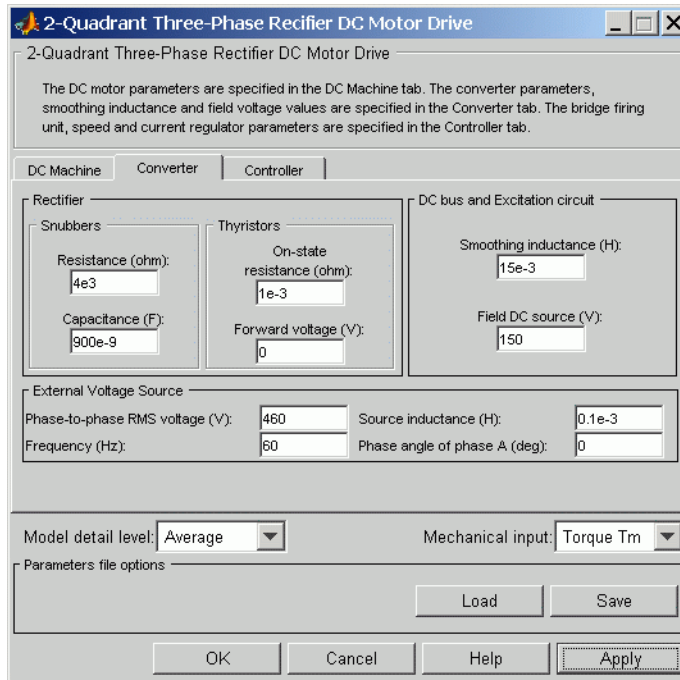 2-Quadrant Three-Phase Recifier DC Motor Drive
2-Quadrant Three-Phase Rectifier DC Motor Drive
The DC motor parameters are specified in the DC Machine tab. The converter parameters,
smoothing inductance and field voltage values are specified in the Converter tab. The bridge firing
unit, speed and current regulator parameters are specified in the Controller tab.
DC Machine
Converter
Controller
Rectifier
Snubbers
Resistance (ohm):
4e3
Capacitance (F):
900e-9
Thyristors
On-state
resistance (ohm):
1e-3
Forward voltage (V):
0
DC bus and Excitation circuit
Smoothing inductance (H):
15e-3
Field DC source (V):
150
External Voltage Source
Phase-to-phase RMS voltage (V): 460
Source inductance (H): 0.1e-3
Frequency (Hz): 60
Phase angle of phase A (deg): 0
Model detail level: Average
Mechanical input: Torque Tm
Parameters file options
Load
Save
OK
Cancel
Help
Apply